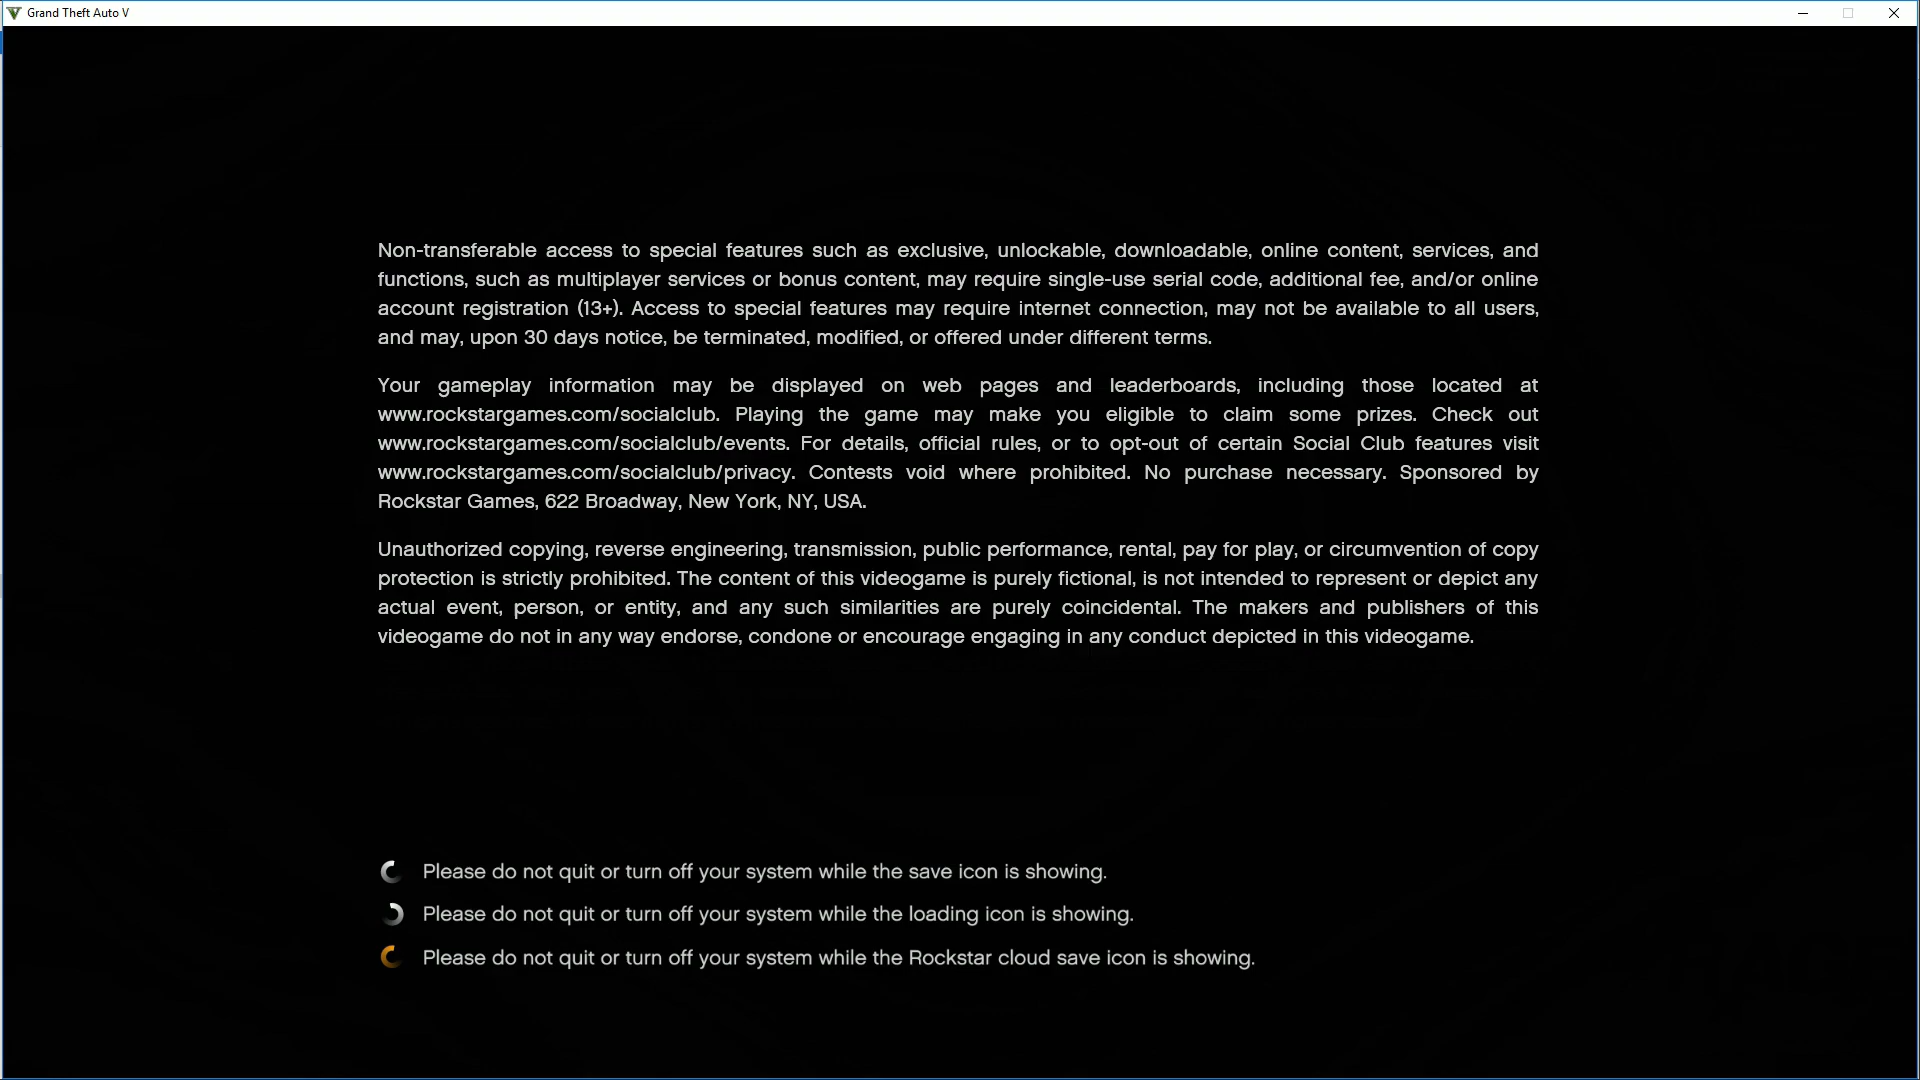 Grand Theft Auto V
Non-transferable access to special features such as exclusive, unlockable, downloadable, online content, services, and
functions, such as multiplayer services or bonus content, may require single-use serial code, additional fee, and/or online
account registration (13+). Access to special features may require internet connection, may not be available to all users,
and may, upon 30 days notice, be terminated, modified, or offered under different terms.
Your gameplay information may be displayed on web pages and leaderboards, including those located at
www.rockstargames.com/socialclub. Playing the game may make you eligible to claim some prizes. Check out
www.rockstargames.com/socialclub/events. For details, official rules, or to opt-out of certain Social Club features visit
www.rockstargames.com/socialclub/privacy. Contests void where prohibited. No purchase necessary. Sponsored by
Rockstar Games, 622 Broadway, New York, NY, USA.
Unauthorized copying, reverse engineering, transmission, public performance, rental, pay for play, or circumvention of copy
protection is strictly prohibited. The content of this videogame is purely fictional, is not intended to represent or depict any
actual event, person, or entity, and any such similarities are purely coincidental. The makers and publishers of this
videogame do not in any way endorse, condone or encourage engaging in any conduct depicted in this videogame.
Please do not quit or turn off your system while the save icon is showing.
Please do not quit or turn off your system while the loading icon is showing.
Please do not quit or turn off your system while the Rockstar cloud save icon is showing.